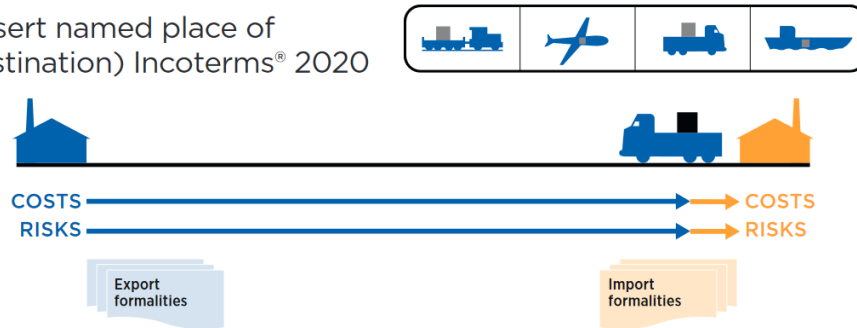 sert named place of
stination) Incoterms® 2020
COSTS COSTS
RISKS RISKS
Export
formalities
Import
formalities